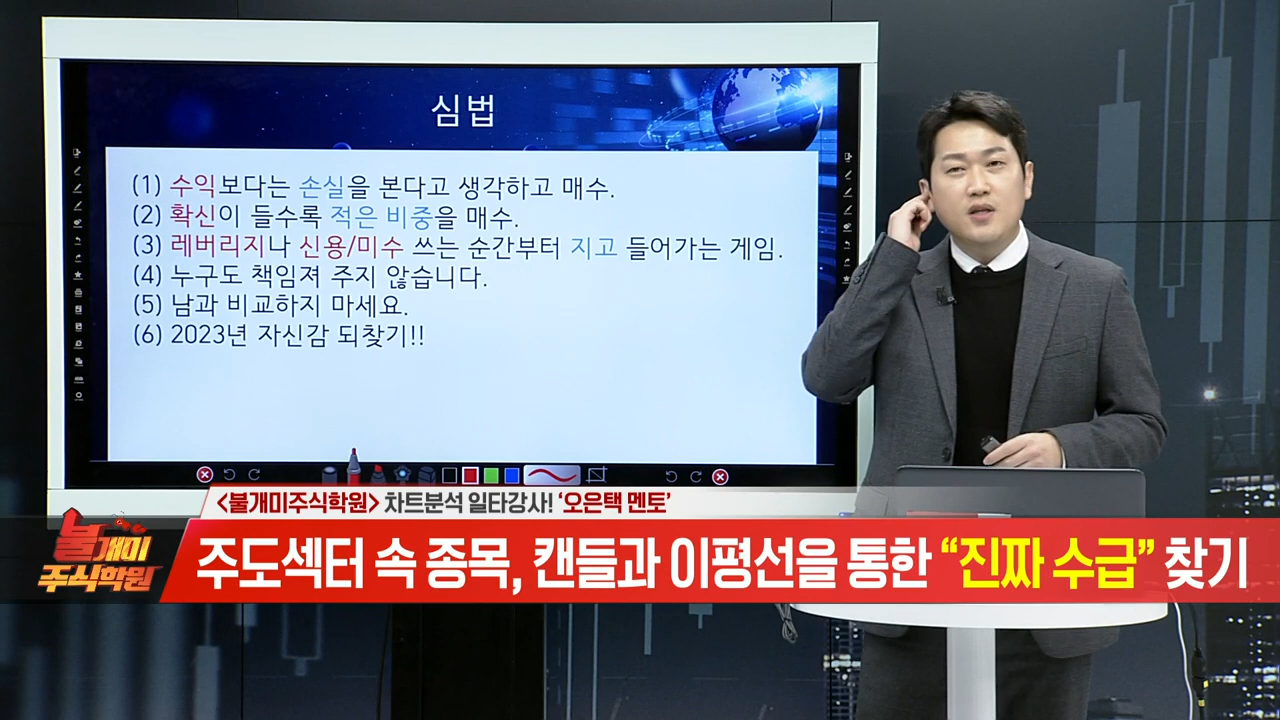 심법
(1) 수익보다는 손실을 본다고 생각하고 매수.
(2) 확신이 들수록 적은 비중을 매수.
(3) 레버리지나 신용/미수 쓰는 순간부터 지고 들어가는 게임.
(4) 누구도 책임져 주지 않습니다.
(5) 남과 비교하지 마세요.
(6) 2023년 자신감 되찾기!!
<불개미주식학원> 차트분석 일타강사! ‘오은택 멘토’
불개미
주식학원
주도섹터 속 종목, 캔들과 이평선을 통한 “진짜 수급” 찾기